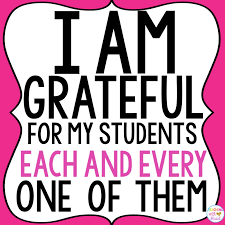 I AM
GRATEFUL
FOR MY STUDENTS
EACH AND EVERY
ONE OF THEM